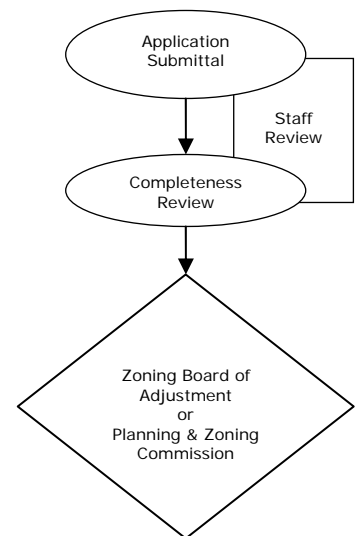 Application
Submittal
Staff
Review
Completeness
Review
Zoning Board of
Adjustment
or
Planning & Zoning
Commission